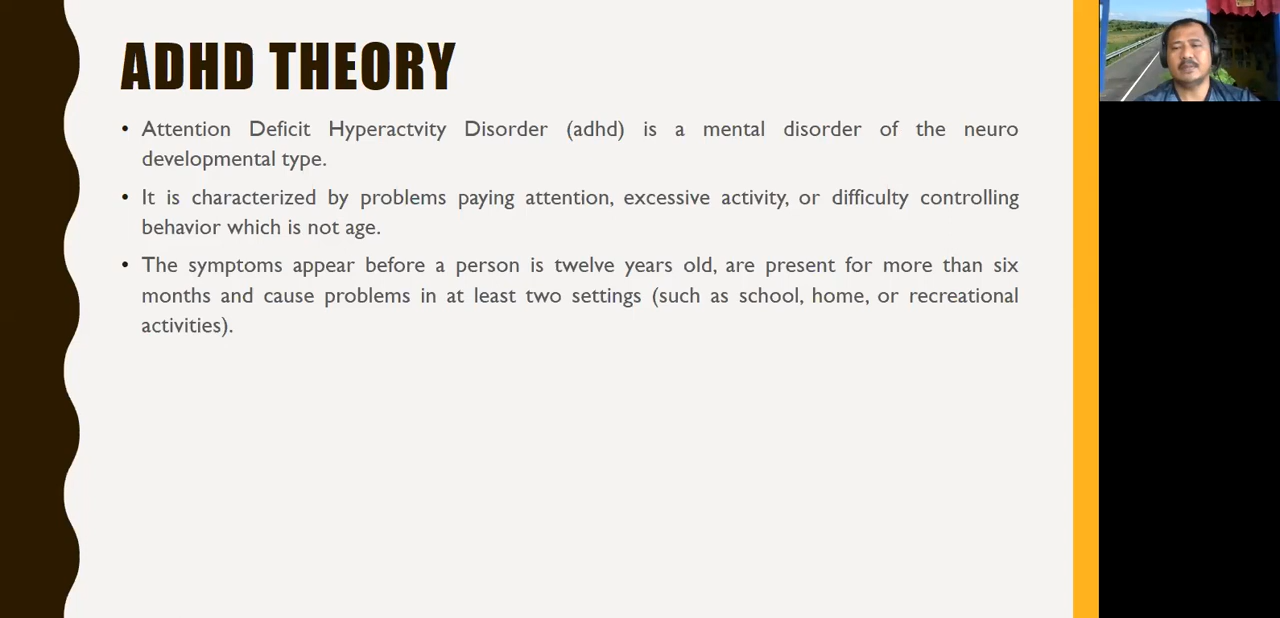 ADHD THEORY
• Attention Deficit Hyperactvity Disorder (adhd) is a mental disorder of the neuro
developmental type.
• It is characterized by problems paying attention, excessive activity, or difficulty controlling
behavior which is not age.
• The symptoms appear before a person is twelve years old, are present for more than six
months and cause problems in at least two settings (such as school, home, or recreational
activities).